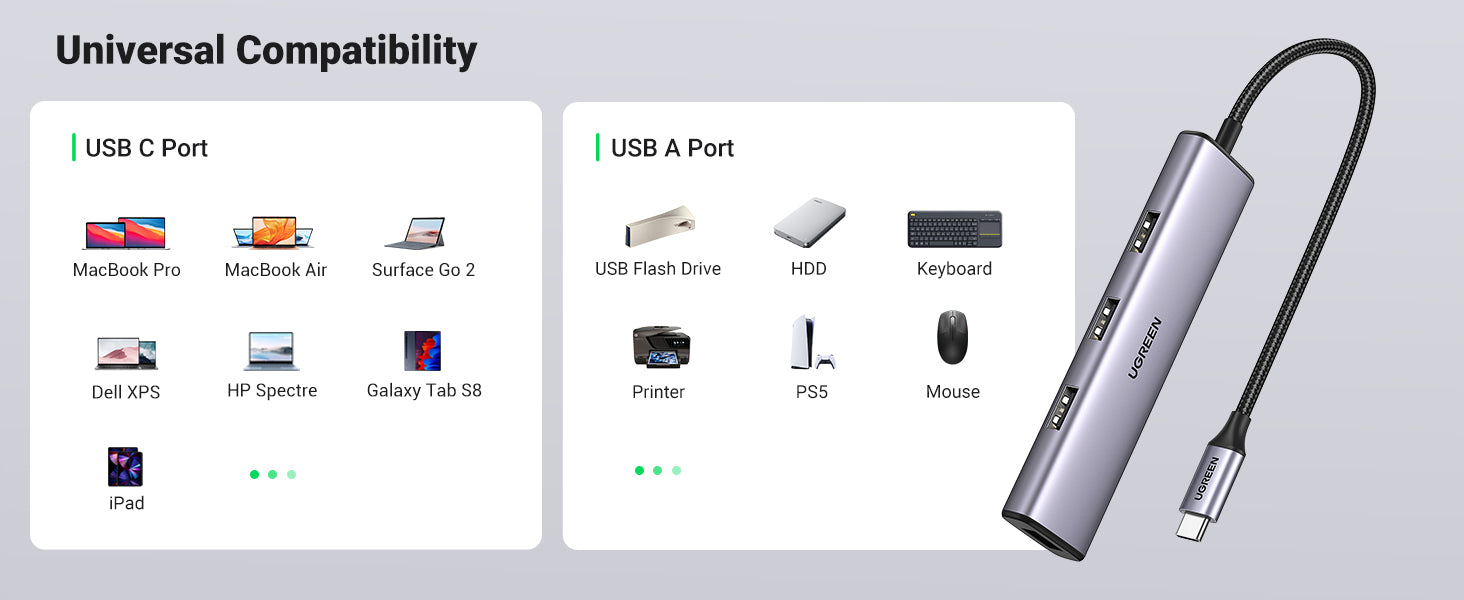 Universal Compatibility
USB C Port
MacBook Pro
MacBook Air
Surface Go 2
Dell XPS
HP Spectre
Galaxy Tab S8
iPad
USB A Port
USB Flash Drive
HDD
Keyboard
Printer
PS5
Mouse
UGREEN
UGREEN